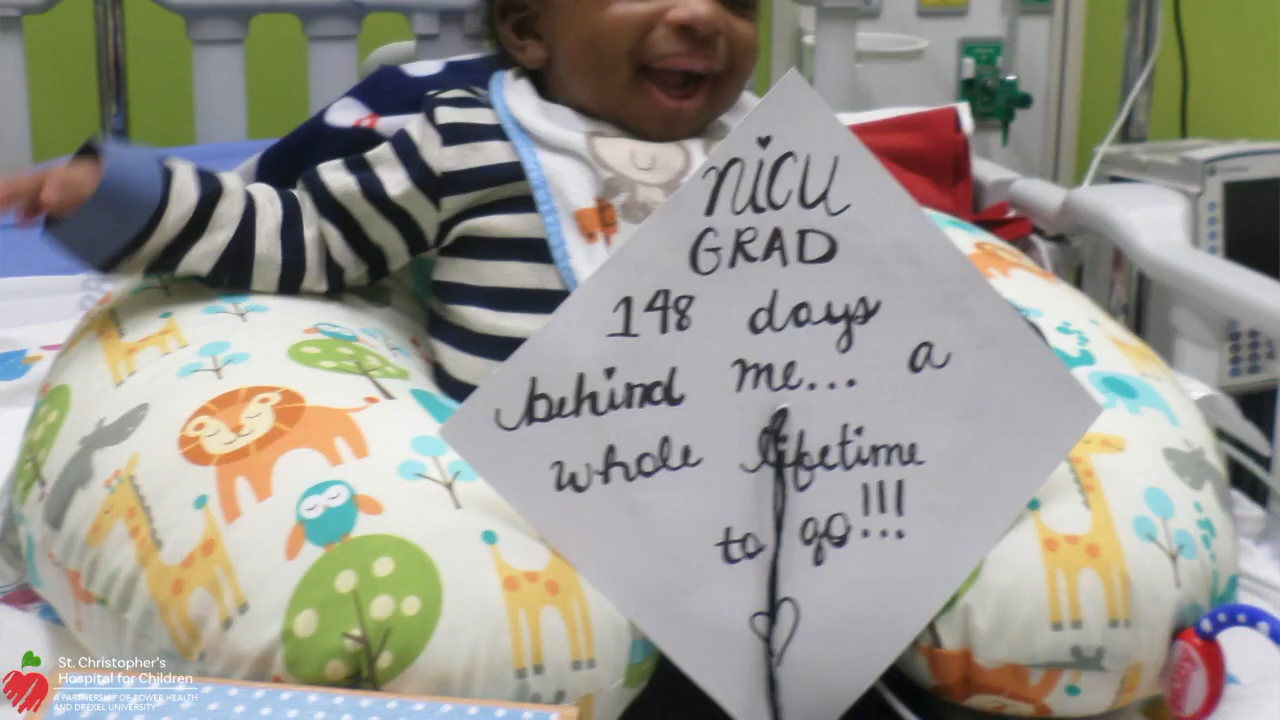 NICU
GRAD
148 days
behind me... a
whole lifetime
to go!!!
St. Christopher's
Hospital for Children
A PARTNERSHIP OF TOWER HEALTH
AND DREXEL UNIVERSITY